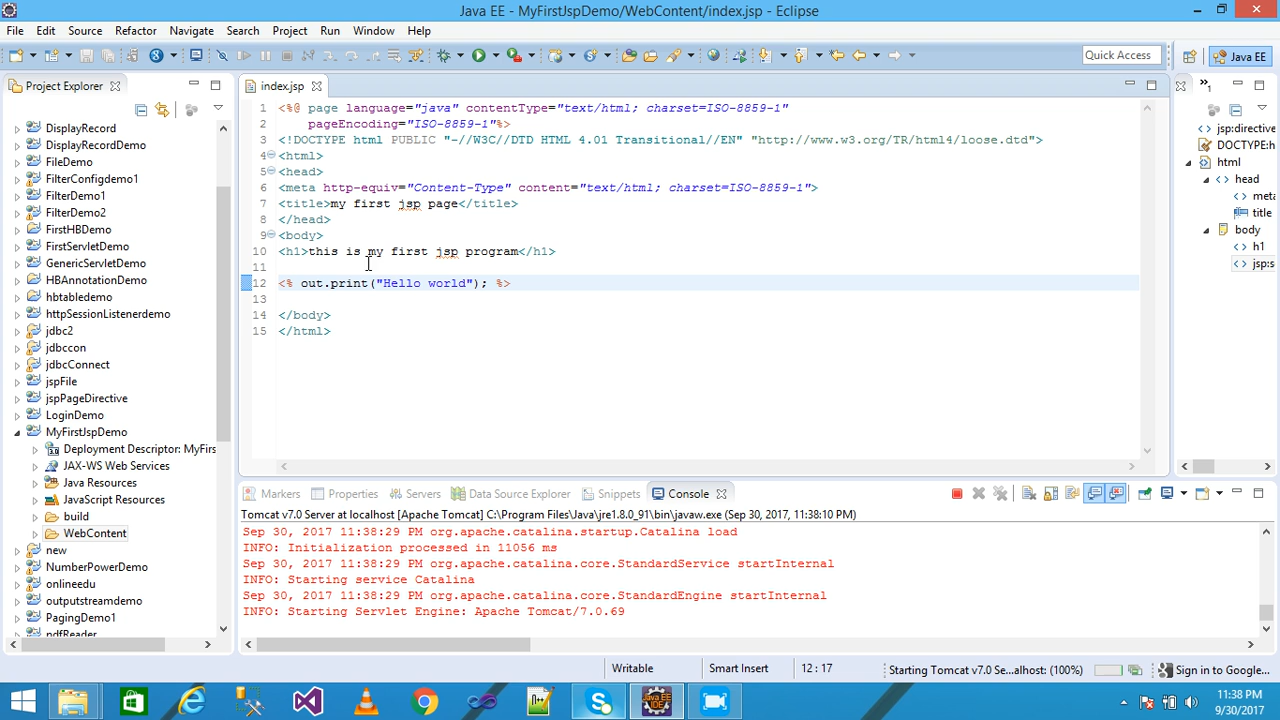 Java EE - MyFirstJspDemo/WebContent/index.jsp - Eclipse
File Edit Source Refactor Navigate Search Project Run Window Help
Quick Access
Java EE
Project Explorer
index.jsp
DisplayRecord
DisplayRecordDemo
FileDemo
FilterConfigdemo1
FilterDemo1
FilterDemo2
FirstHBDemo
FirstServletDemo
GenericServletDemo
HBAnnotationDemo
hbtabledemo
httpSessionListenerdemo
jdbc2
jdbccon
jdbcConnect
jspFile
jspPageDirective
LoginDemo
MyFirstJspDemo
Deployment Descriptor: MyFirs
JAX-WS Web Services
Java Resources
JavaScript Resources
build
WebContent
new
NumberPowerDemo
onlineedu
outputstreamdemo
PagingDemo1
pdfReader
1 <%@ page language="java" contentType="text/html; charset=ISO-8859-1"
2 pageEncoding="ISO-8859-1"%>
3 <!DOCTYPE html PUBLIC "-//W3C//DTD HTML 4.01 Transitional//EN" "http://www.w3.org/TR/html4/loose.dtd">
4 <html>
5 <head>
6 <meta http-equiv="Content-Type" content="text/html; charset=ISO-8859-1">
7 <title>my first jsp page</title>
8 </head>
9 <body>
10 <h1>this is my first jsp program</h1>
11
12 <% out.print("Hello world"); %>
13
14 </body>
15 </html>
jsp:directive
DOCTYPE:h
html
head
meta
title
body
h1
jsp:s
Markers Properties Servers Data Source Explorer Snippets Console
Tomcat v7.0 Server at localhost [Apache Tomcat] C:\Program Files\Java\jre1.8.0_91\bin\javaw.exe (Sep 30, 2017, 11:38:10 PM)
Sep 30, 2017 11:38:29 PM org.apache.catalina.startup.Catalina load
INFO: Initialization processed in 11056 ms
Sep 30, 2017 11:38:29 PM org.apache.catalina.core.StandardService startInternal
INFO: Starting service Catalina
Sep 30, 2017 11:38:29 PM org.apache.catalina.core.StandardEngine startInternal
INFO: Starting Servlet Engine: Apache Tomcat/7.0.69
Writable Smart Insert 12 : 17 Starting Tomcat v7.0 Se...alhost: (100%) Sign in to Google...
11:38 PM
9/30/2017